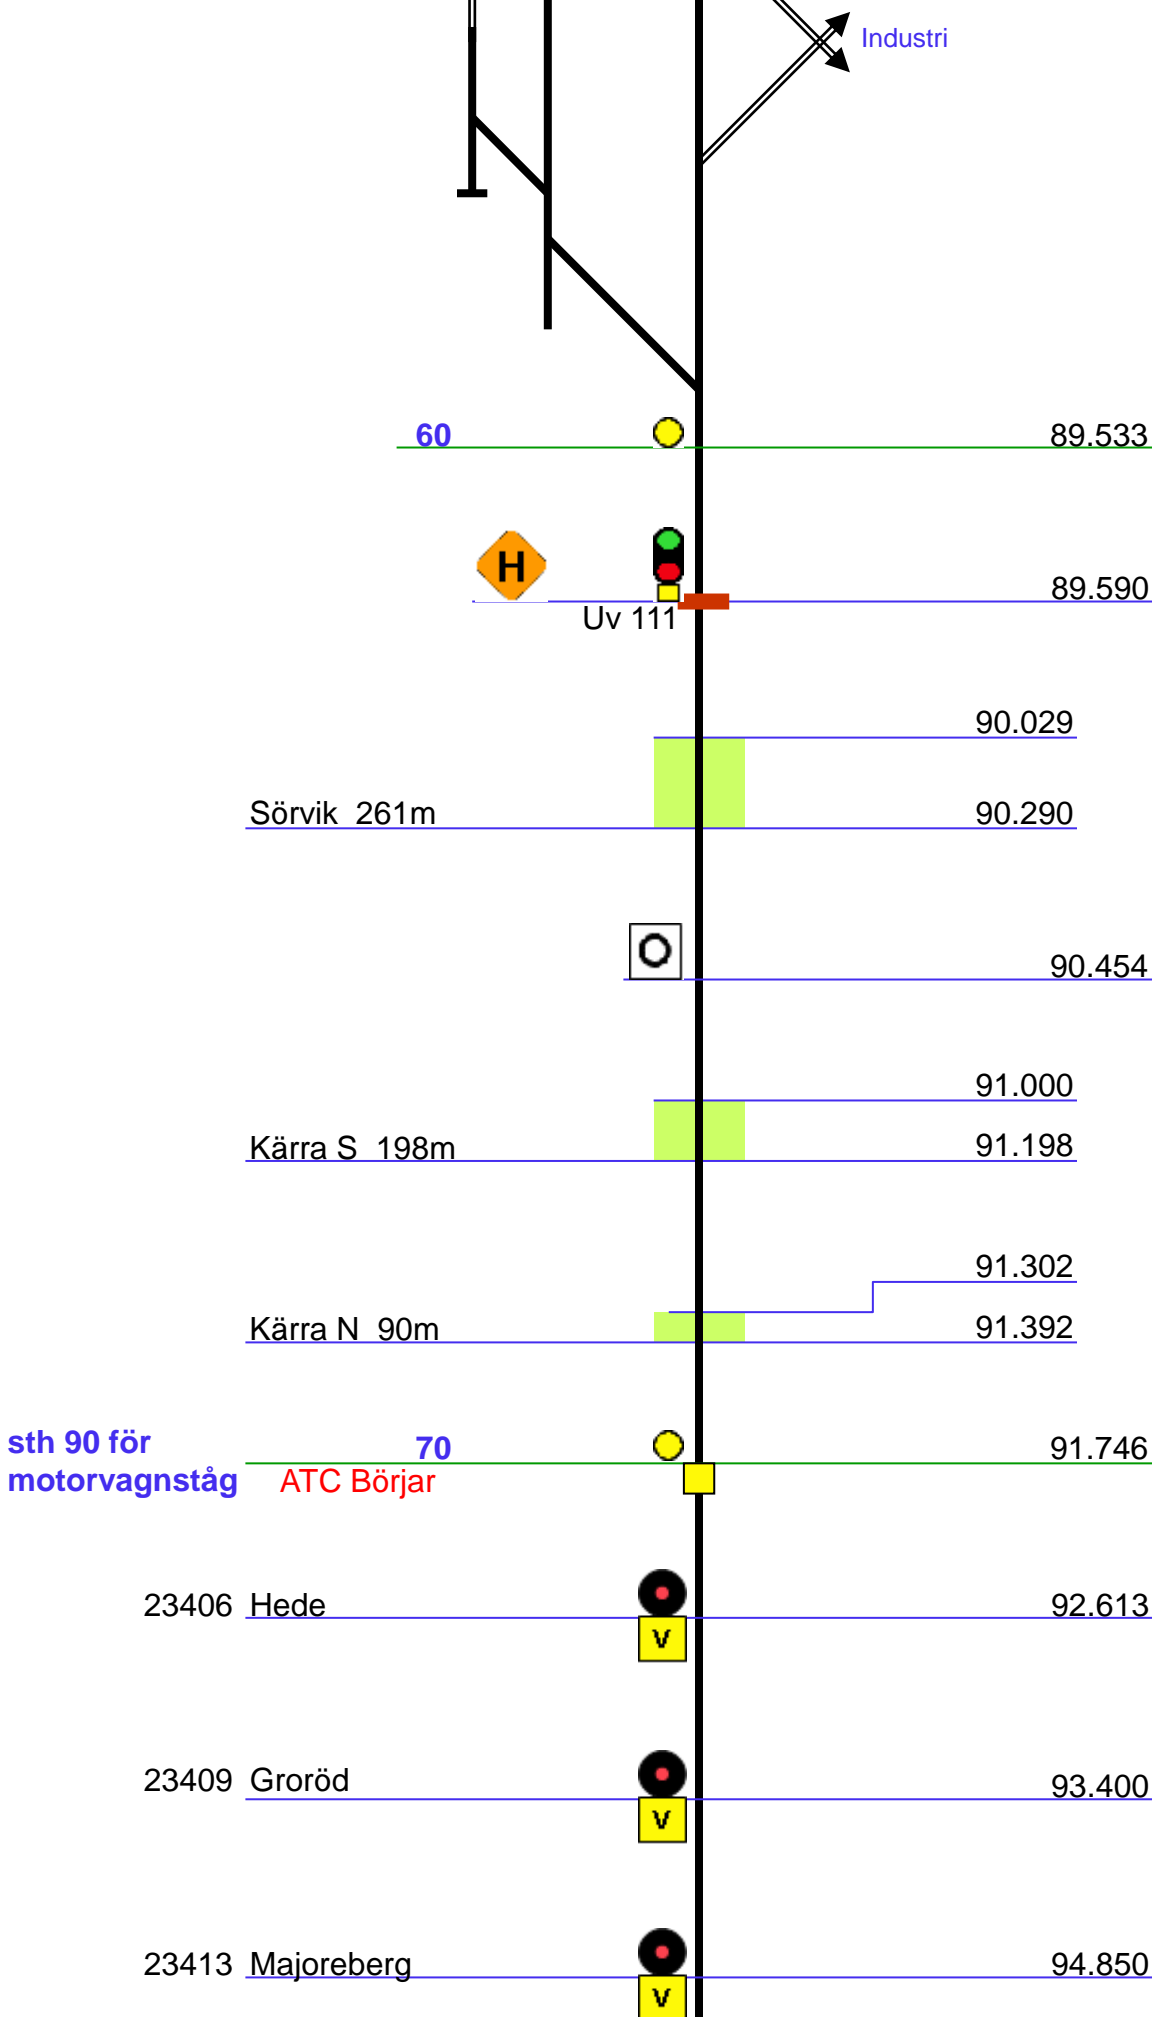 Industri
60 89.533
H 89.590
Uv 111
90.029
Sörvik 261m 90.290
O 90.454
91.000
Kärra S 198m 91.198
91.302
Kärra N 90m 91.392
sth 90 för 70 91.746
motorvagnståg ATC Börjar
23406 Hede 92.613
V
23409 Groröd 93.400
V
23413 Majoreberg 94.850
V